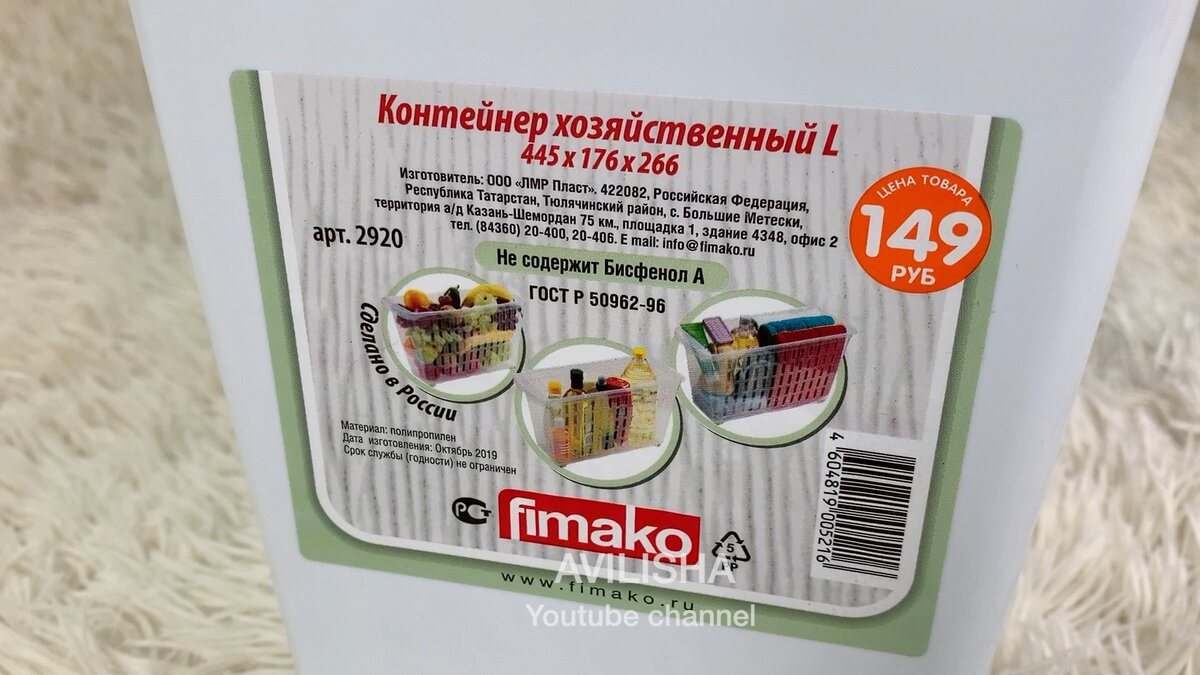 Контейнер хозяйственный L
445 x 176 x 266
Изготовитель: ООО «ЛМР Пласт». 422082, Российская Федерация,
Республика Татарстан, Тюлячинский район, с. Большие Метески,
территория а/д Казань-Шемордан 75 км., площадка 1, здание 4348, офис 2
тел. (84360) 20-400, 20-406. E mail: info@fimako.ru
арт. 2920
ЦЕНА ТОВАРА
149
РУБ
Не содержит Бисфенол А
ГОСТ Р 50962-96
Сделано в России
Материал: полипропилен
Дата изготовления: Октябрь 2019
Срок службы (годности) не ограничен
РСТ
fimako
5
PP
4 604819 005216
www.fimako.ru
AVILISHA
Youtube channel